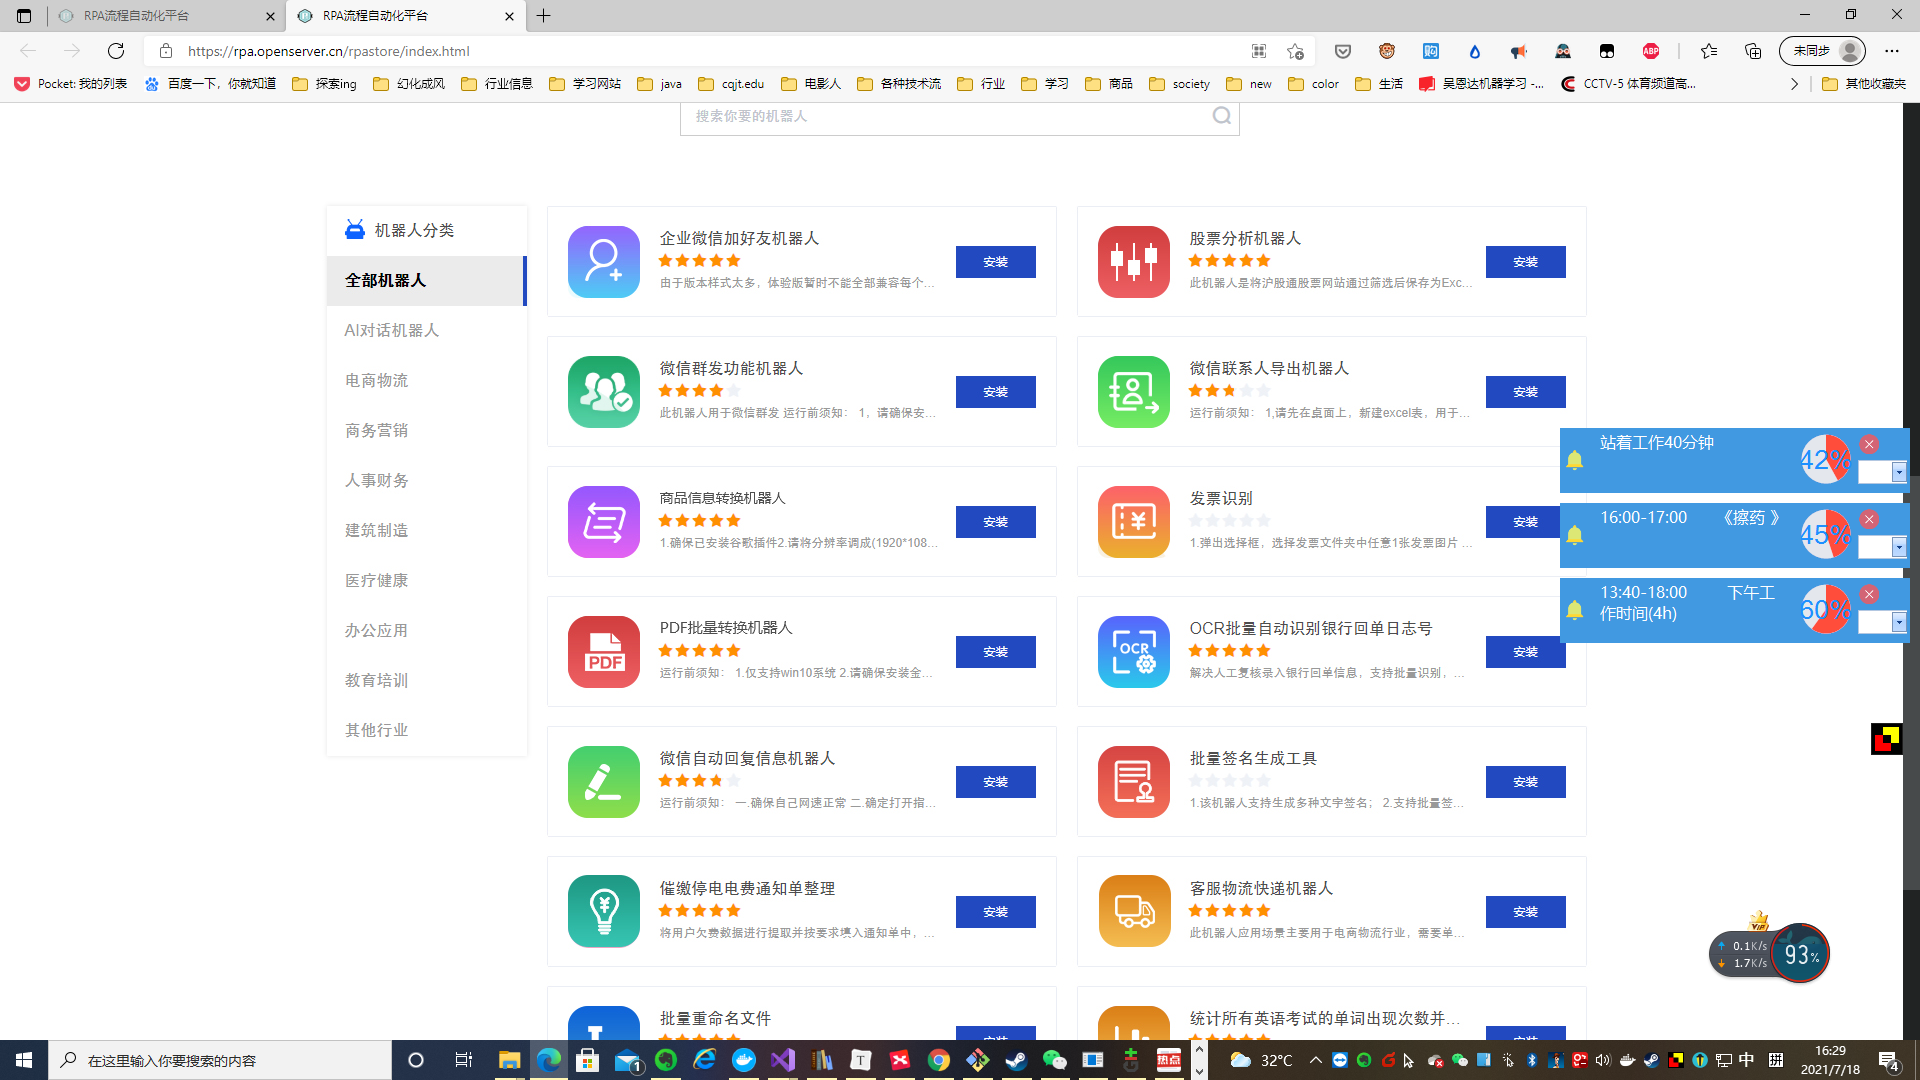 RPA流程自动化平台
RPA流程自动化平台
https://rpa.openserver.cn/rpastore/index.html
未同步
Pocket: 我的列表
百度一下，你就知道
探索ing
幻化成风
行业信息
学习网站
java
cqjt.edu
电影人
各种技术流
行业
学习
商品
society
new
color
生活
吴恩达机器学习 -...
CCTV-5 体育频道高...
其他收藏夹
搜索你要的机器人
机器人分类
全部机器人
AI对话机器人
电商物流
商务营销
人事财务
建筑制造
医疗健康
办公应用
教育培训
其他行业
企业微信加好友机器人
由于版本样式太多，体验版暂时不能全部兼容每个...
安装
股票分析机器人
此机器人是将沪股通股票网站通过筛选后保存为Exc...
安装
微信群发功能机器人
此机器人用于微信群发 运行前须知： 1，请确保安...
安装
微信联系人导出机器人
运行前须知： 1,请先在桌面上，新建excel表，用于...
安装
商品信息转换机器人
1.确保已安装谷歌插件2.请将分辨率调成(1920*108...
安装
发票识别
1.弹出选择框，选择发票文件夹中任意1张发票图片 ...
安装
PDF
PDF批量转换机器人
运行前须知： 1.仅支持win10系统 2.请确保安装金...
安装
OCR
OCR批量自动识别银行回单日志号
解决人工复核录入银行回单信息，支持批量识别，...
安装
微信自动回复信息机器人
运行前须知： 一.确保自己网速正常 二.确定打开指...
安装
批量签名生成工具
1.该机器人支持生成多种文字签名； 2.支持批量签...
安装
催缴停电电费通知单整理
将用户欠费数据进行提取并按要求填入通知单中，...
安装
客服物流快递机器人
此机器人应用场景主要用于电商物流行业，需要单...
安装
批量重命名文件
安装
统计所有英语考试的单词出现次数并...
安装
站着工作40分钟
42%
16:00-17:00 《擦药 》
45%
13:40-18:00 下午工
作时间(4h)
60%
VIP
0.1K/s
1.7K/s
93%
在这里输入你要搜索的内容
32°C
中
拼
16:29
2021/7/18
4